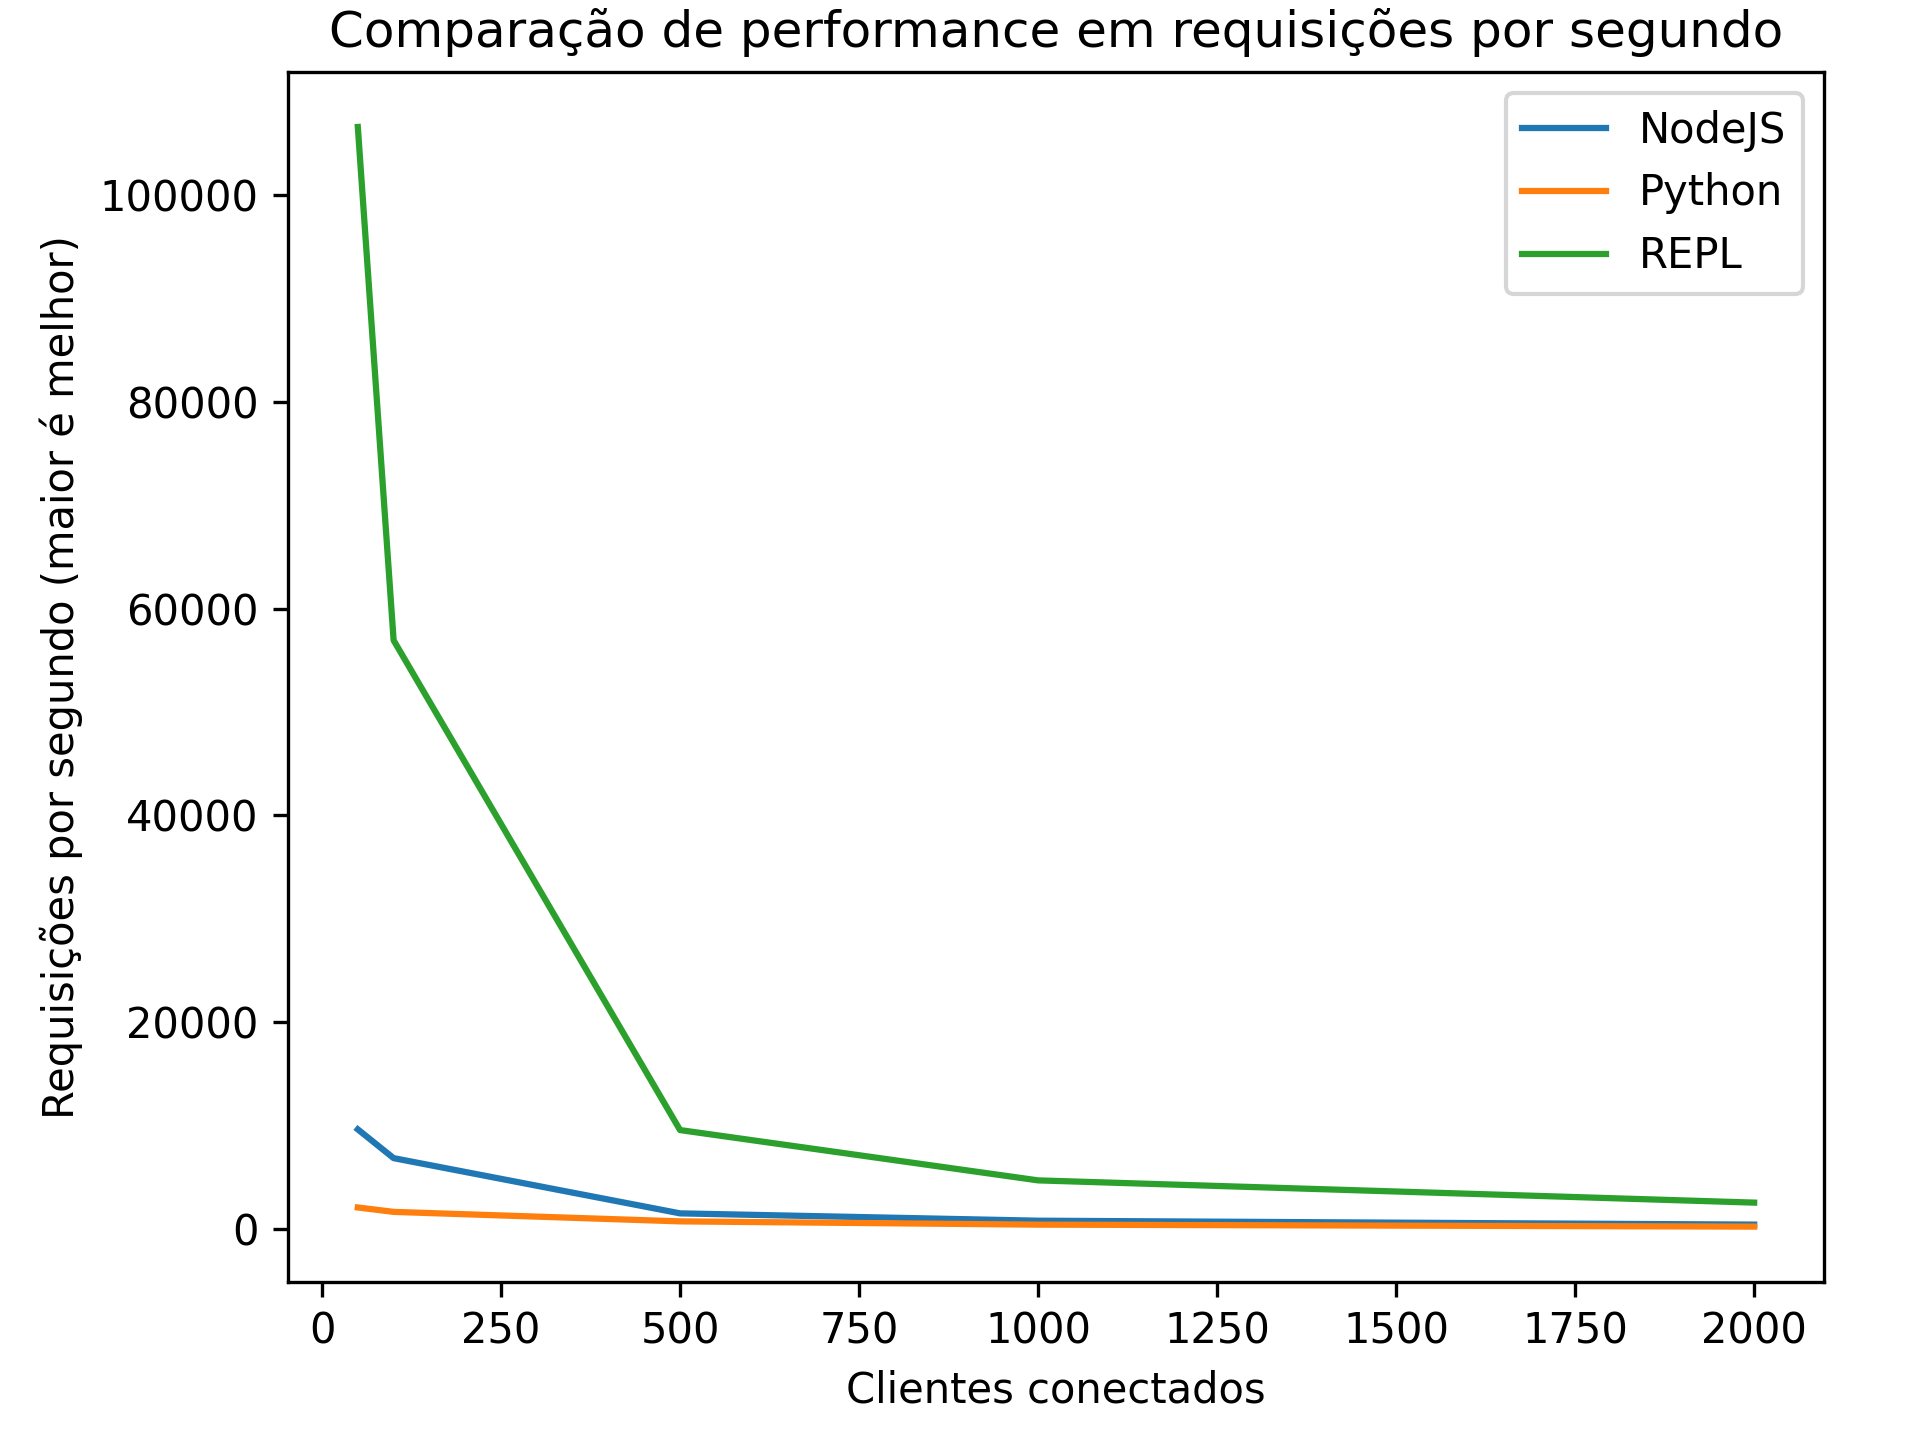 Comparação de performance em requisições por segundo
NodeJS
Python
REPL
Requisições por segundo (maior é melhor)
100000
80000
60000
40000
20000
0
0 250 500 750 1000 1250 1500 1750 2000
Clientes conectados